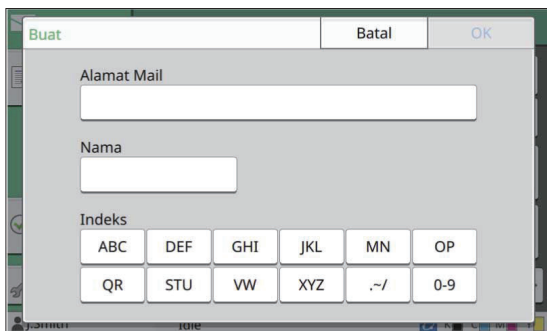 Buat Batal OK
Alamat Mail
Nama
Indeks
ABC DEF GHI JKL MN OP
QR STU VW XYZ .~/ 0-9
J.Smith Idle K C M Y